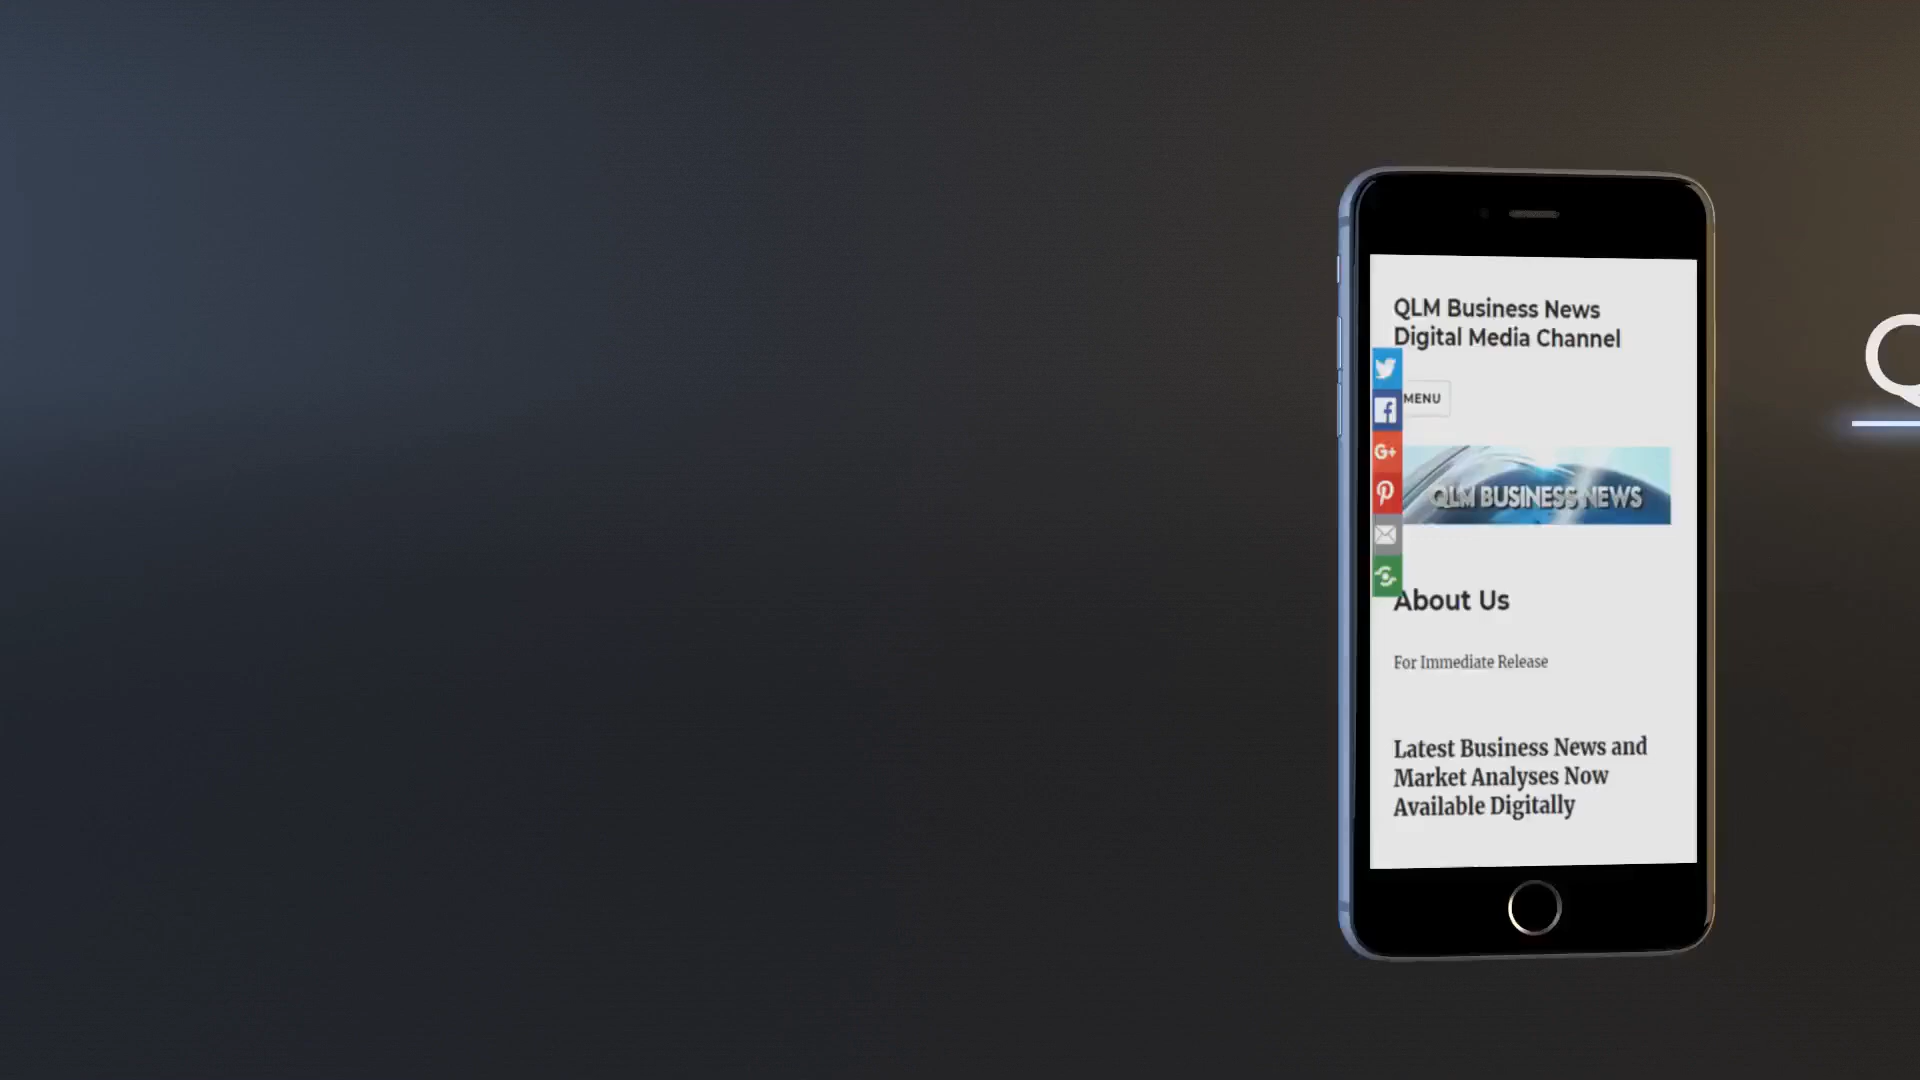 QLM Business News
Digital Media Channel
MENU
G+
QLM BUSINESS NEWS
About Us
For Immediate Release
Latest Business News and
Market Analyses Now
Available Digitally
Q